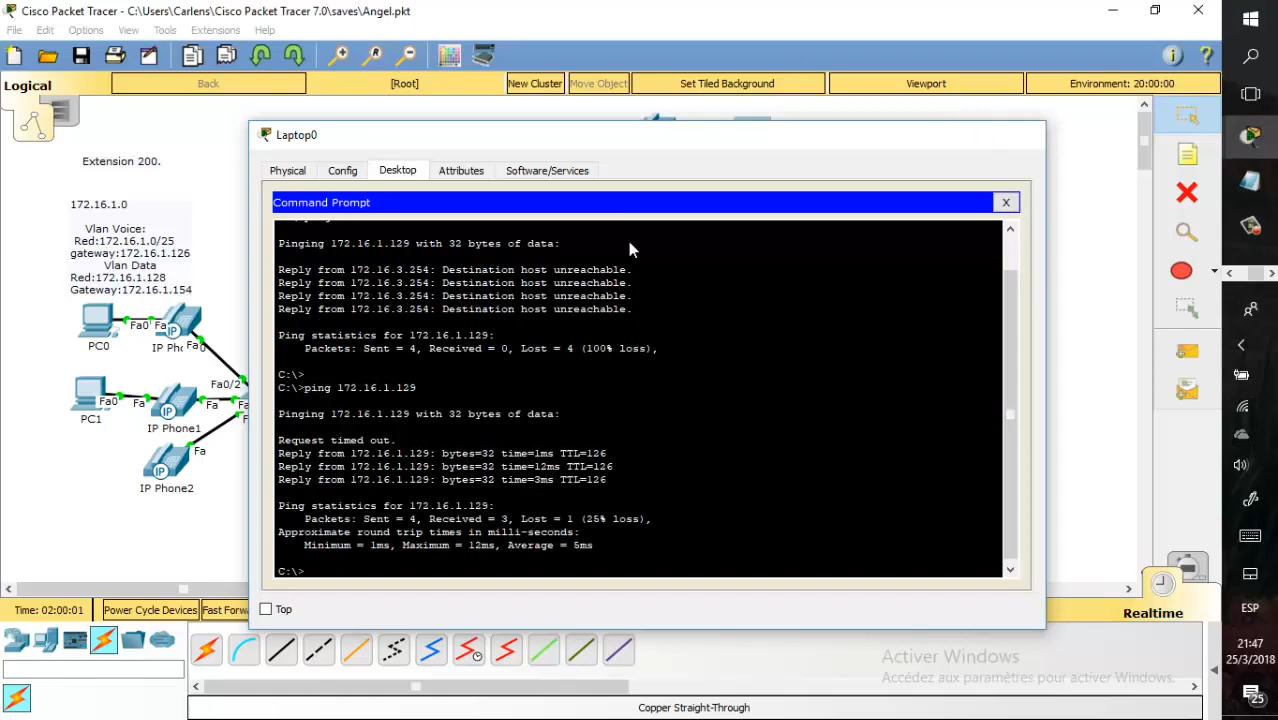 Cisco Packet Tracer - C:\Users\Carlens\Cisco Packet Tracer 7.0\saves\Angel.pkt
File Edit Options View Tools Extensions Help
Logical Back [Root] New Cluster Move Object Set Tiled Background Viewport Environment: 20:00:00
Extension 200.
172.16.1.0
Vlan Voice:
Red:172.16.1.0/25
gateway:172.16.1.126
Vlan Data
Red:172.16.1.128
Gateway:172.16.1.154
Fa0 Fa
PC0
Fa
Fa0/2
Fa0 Fa Fa Fa
PC1
IP Phone1
Fa
IP Phone2
Laptop0
Physical Config Desktop Attributes Software/Services
Command Prompt X
Pinging 172.16.1.129 with 32 bytes of data:
Reply from 172.16.3.254: Destination host unreachable.
Reply from 172.16.3.254: Destination host unreachable.
Reply from 172.16.3.254: Destination host unreachable.
Reply from 172.16.3.254: Destination host unreachable.
Ping statistics for 172.16.1.129:
Packets: Sent = 4, Received = 0, Lost = 4 (100% loss),
C:\>
C:\>ping 172.16.1.129
Pinging 172.16.1.129 with 32 bytes of data:
Request timed out.
Reply from 172.16.1.129: bytes=32 time=1ms TTL=126
Reply from 172.16.1.129: bytes=32 time=12ms TTL=126
Reply from 172.16.1.129: bytes=32 time=3ms TTL=126
Ping statistics for 172.16.1.129:
Packets: Sent = 4, Received = 3, Lost = 1 (25% loss),
Approximate round trip times in milli-seconds:
Minimum = 1ms, Maximum = 12ms, Average = 5ms
C:\>
Top
Time: 02:00:01 Power Cycle Devices Fast Forw
Realtime
Activer Windows
Accédez aux paramètres pour activer Windows.
Copper Straight-Through
ESP
21:47
25/3/2018
25